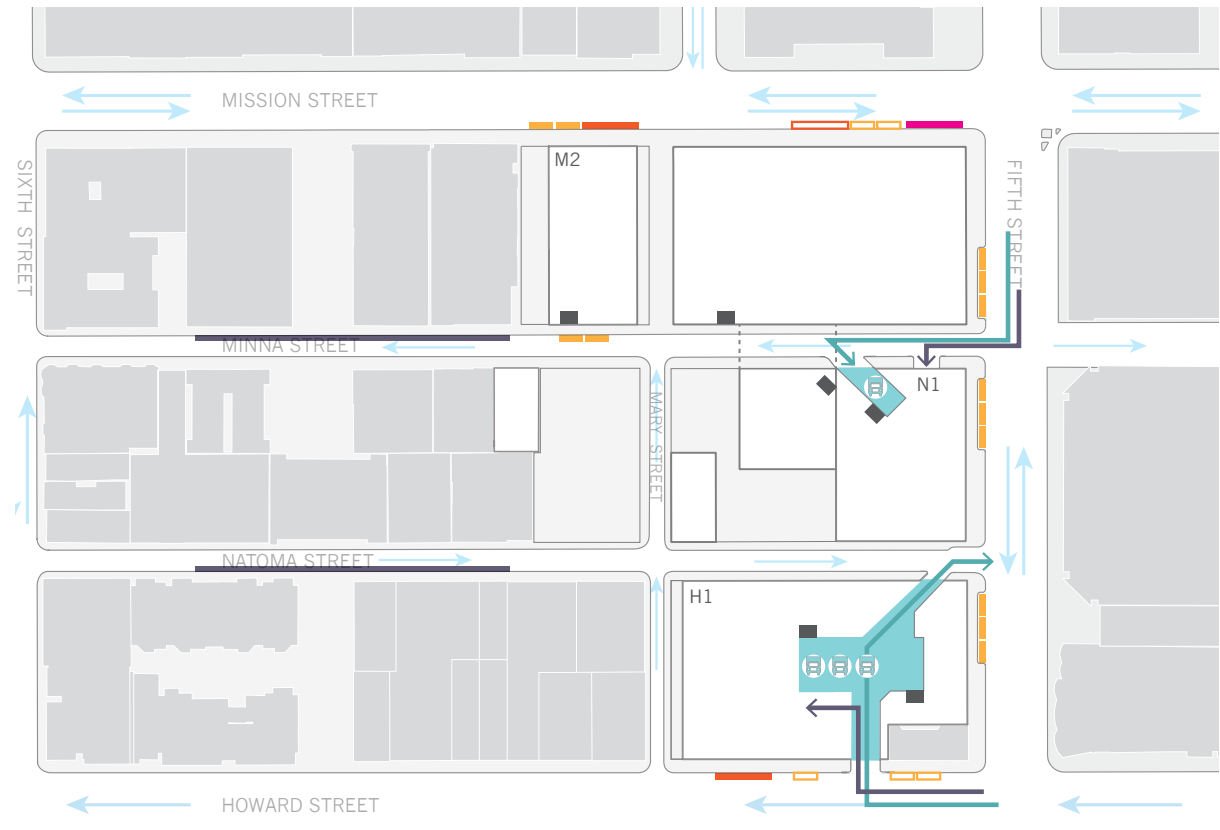 MISSION STREET
M2
SIXTH STREET
FIFTH STREET
MINNA STREET
N1
MARY STREET
NATOMA STREET
H1
HOWARD STREET